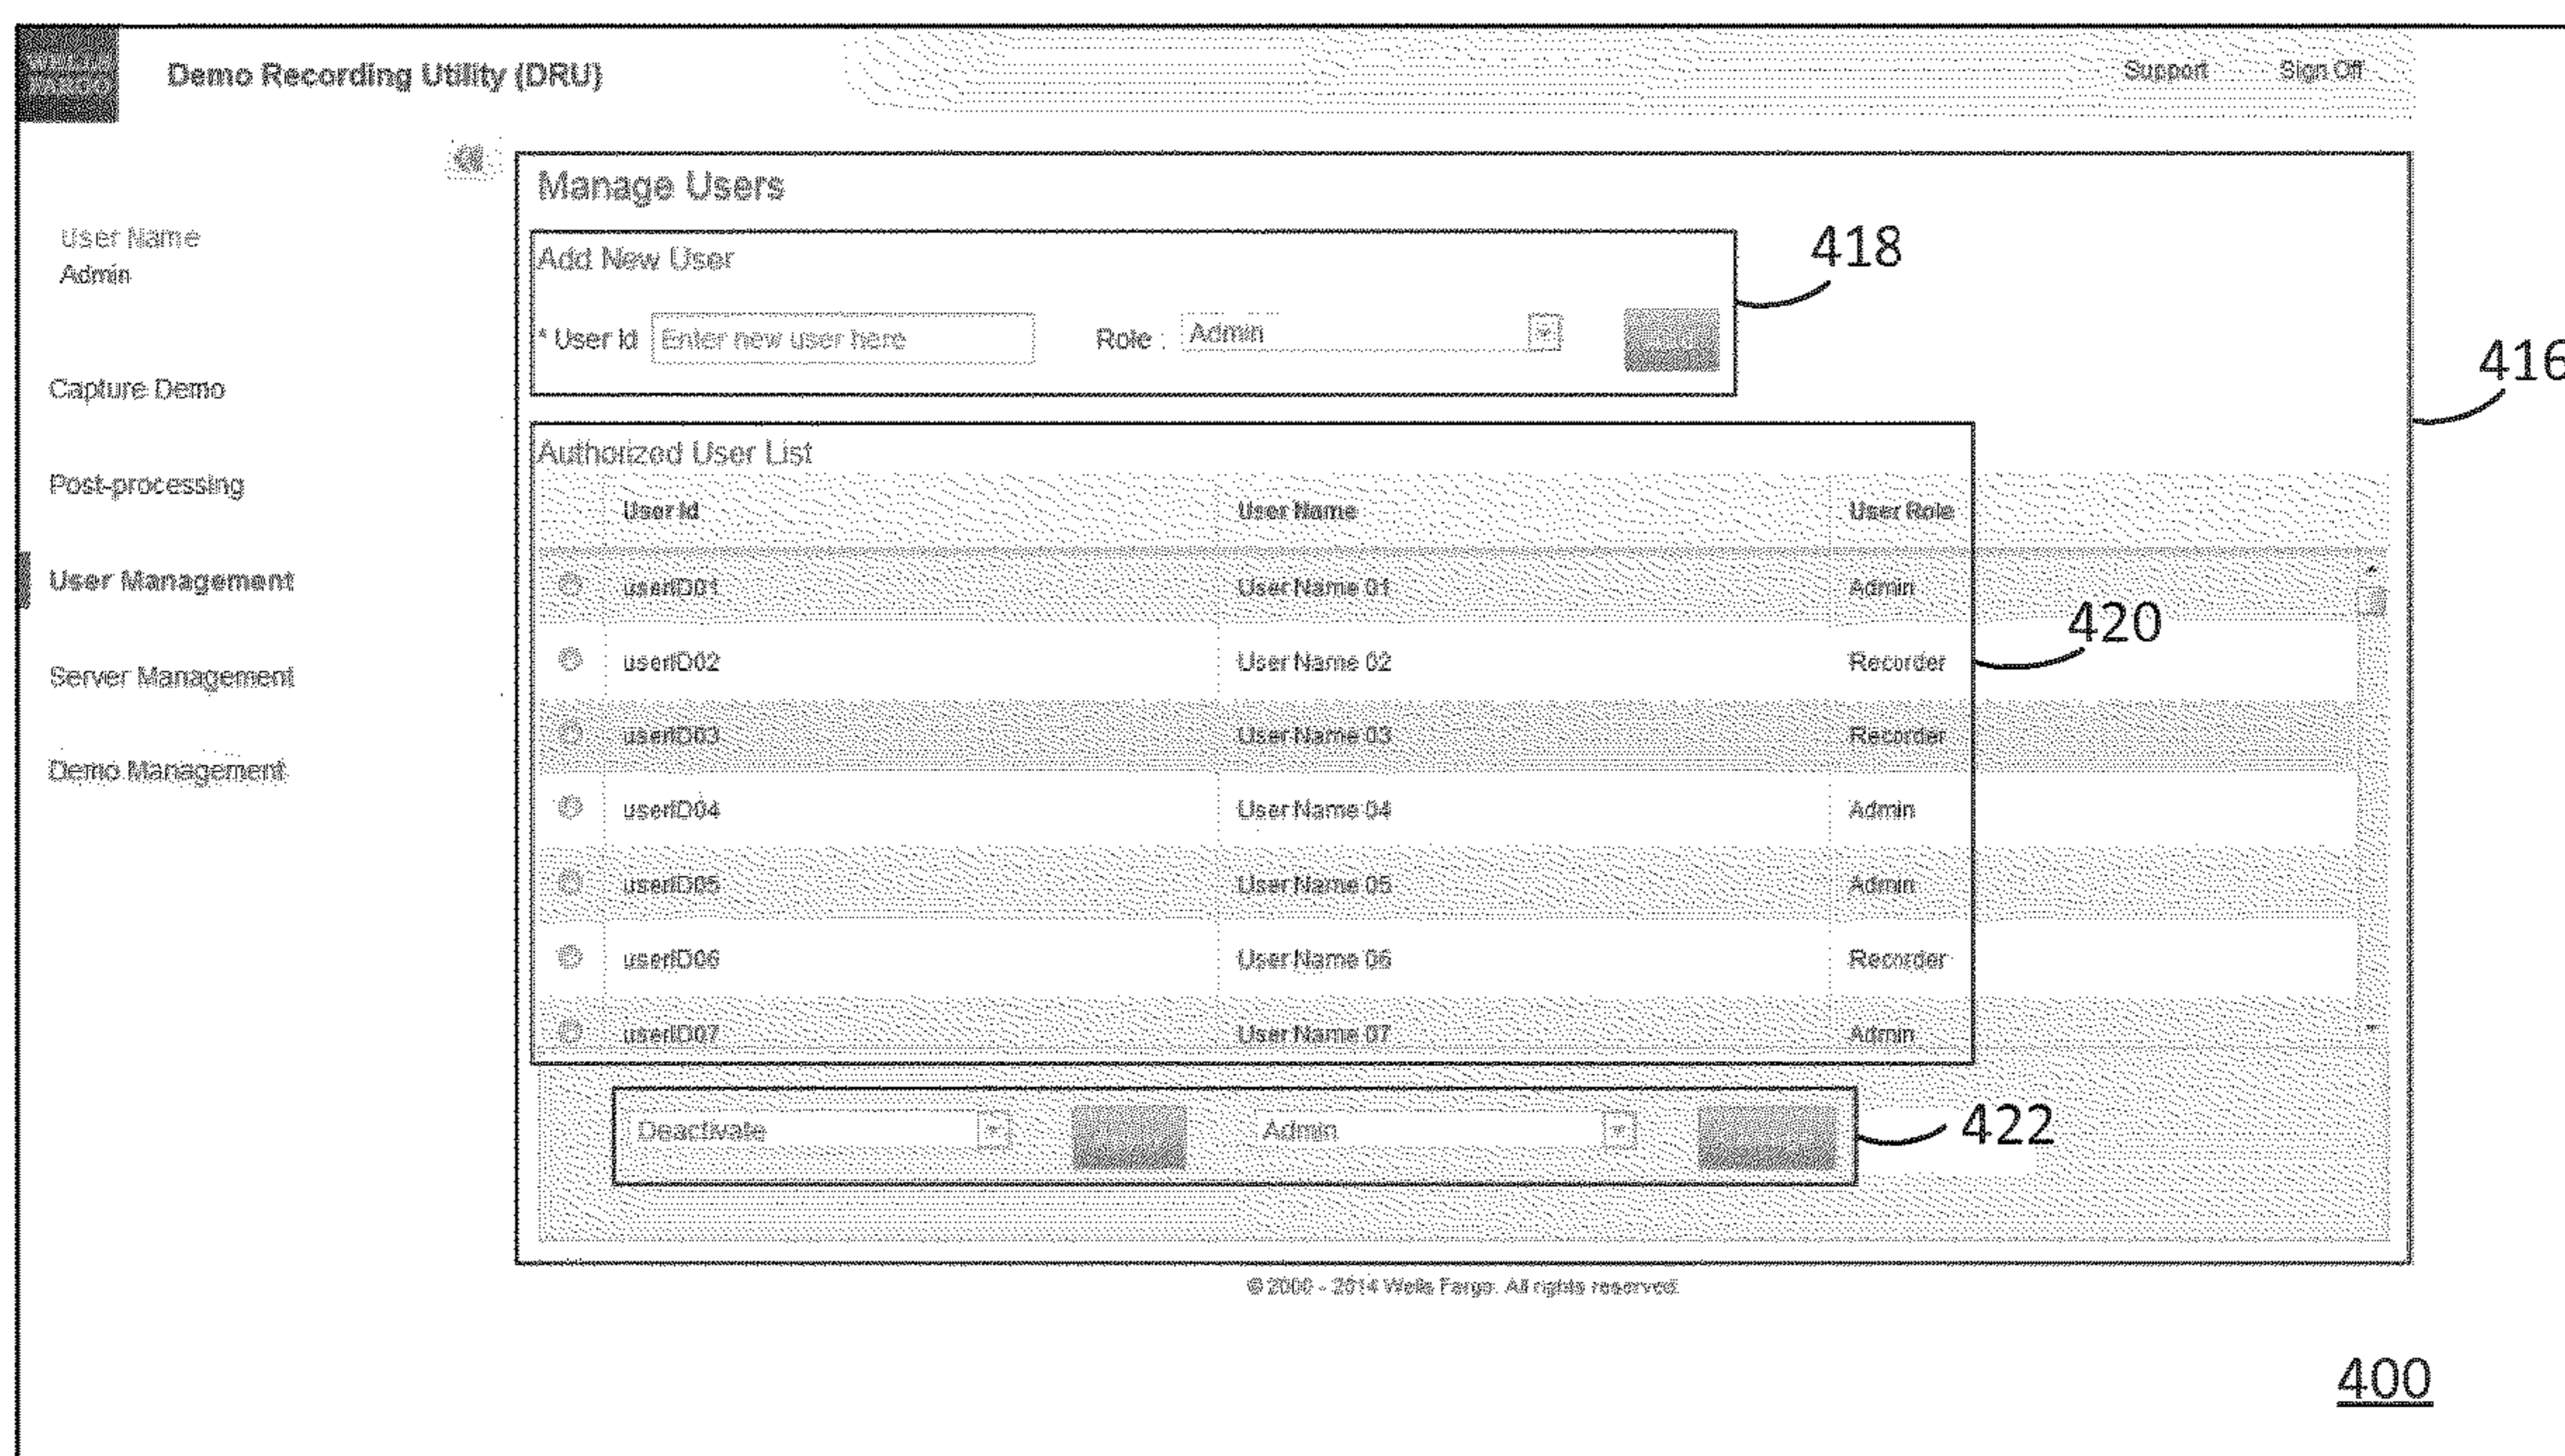 Demo Recording Utility (DRU)
Support
Sign Off
Manage Users
User Name
Admin
Add New User
418
* User Id
Enter new user here
Role :
Admin
416
Capture Demo
Post-processing
User Management
Server Management
Demo Management
Authorized User List
User Id User Name User Role
userID01 User Name 01 Admin
userID02 User Name 02 Recorder
userID03 User Name 03 Recorder
userID04 User Name 04 Admin
userID05 User Name 05 Admin
userID06 User Name 06 Recorder
userID07 User Name 07 Admin
420
Deactivate
Admin
422
© 2000 - 2014 Wells Fargo. All rights reserved.
400